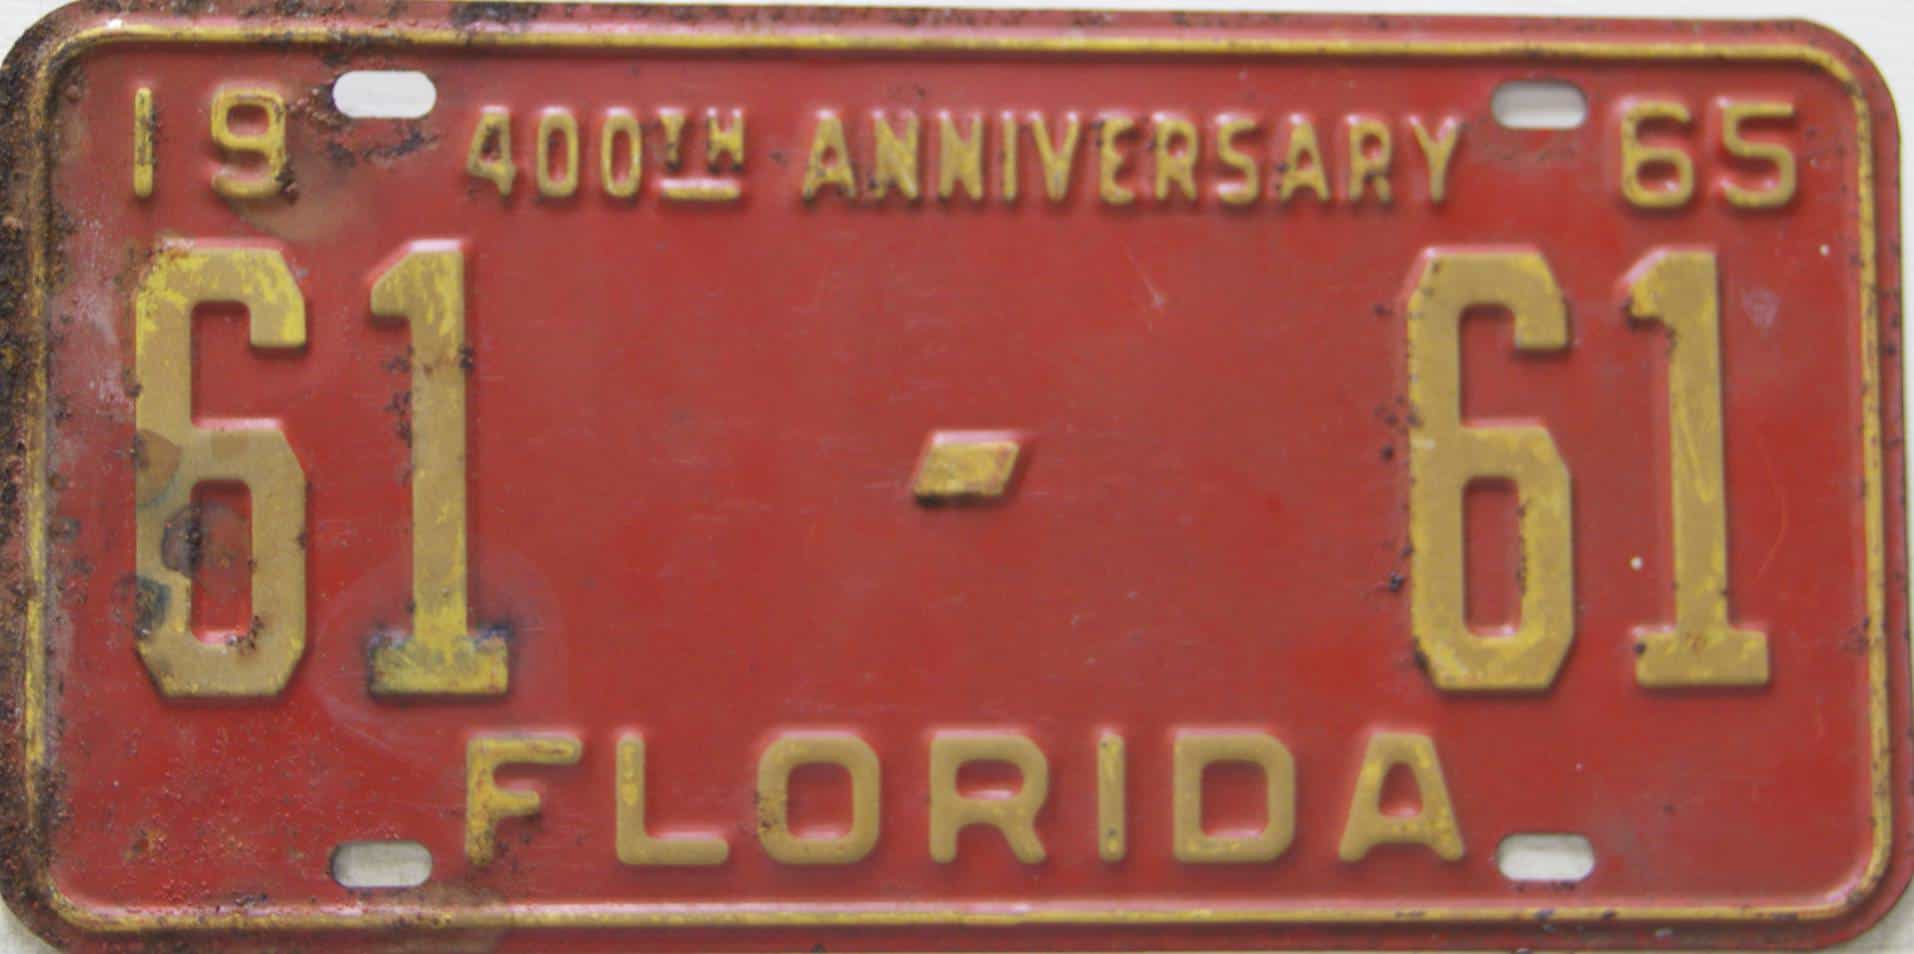 19 400TH ANNIVERSARY 65
61 - 61
FLORIDA